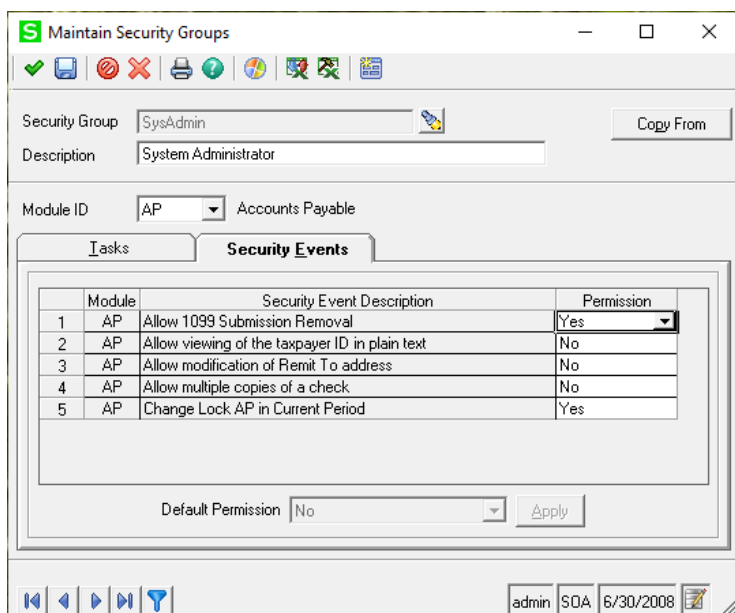 S Maintain Security Groups
Security Group SysAdmin Copy From
Description System Administrator
Module ID AP Accounts Payable
Tasks Security Events
Module Security Event Description Permission
1 AP Allow 1099 Submission Removal Yes
2 AP Allow viewing of the taxpayer ID in plain text No
3 AP Allow modification of Remit To address No
4 AP Allow multiple copies of a check No
5 AP Change Lock AP in Current Period Yes
Default Permission No Apply
admin SOA 6/30/2008